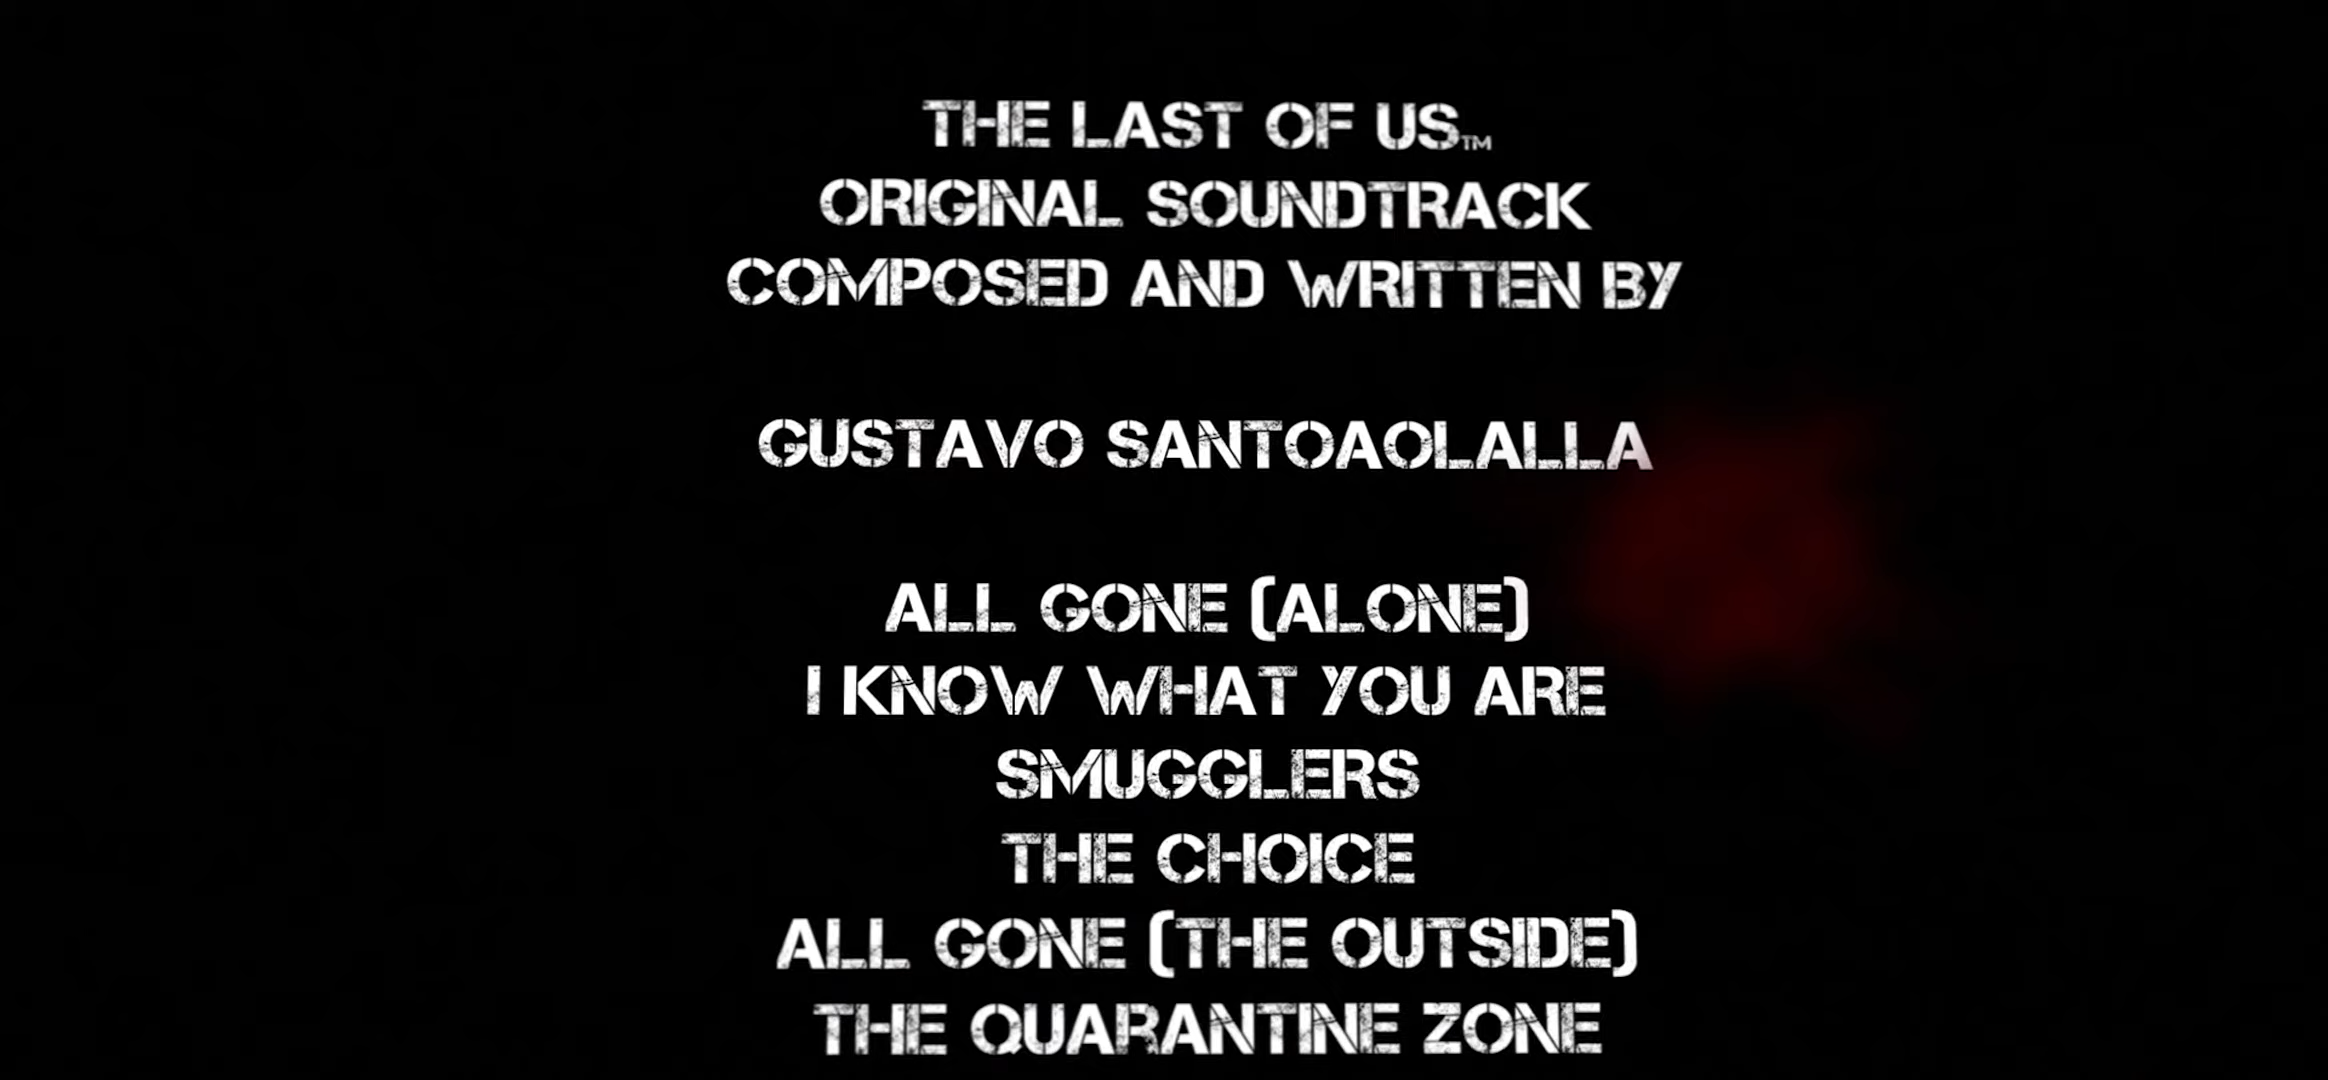 THE LAST OF US™
ORIGINAL SOUNDTRACK
COMPOSED AND WRITTEN BY
GUSTAVO SANTOAOLALLA
ALL GONE (ALONE)
I KNOW WHAT YOU ARE
SMUGGLERS
THE CHOICE
ALL GONE (THE OUTSIDE)
THE QUARANTINE ZONE